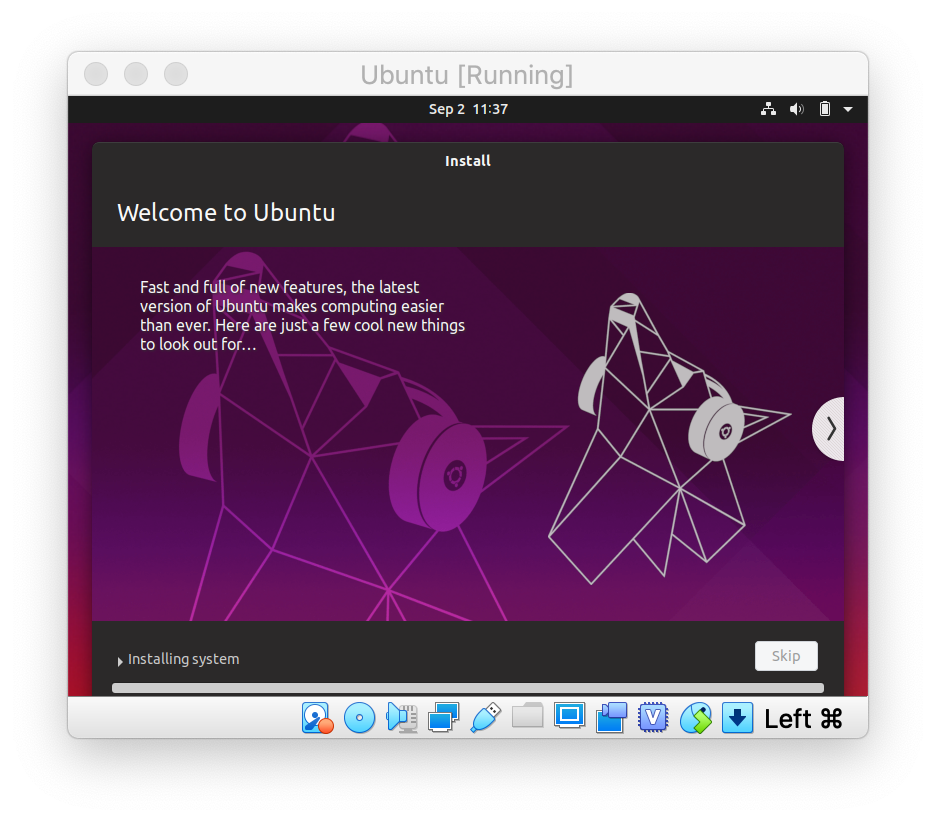 Ubuntu [Running]
Sep 2 11:37
Install
Welcome to Ubuntu
Fast and full of new features, the latest
version of Ubuntu makes computing easier
than ever. Here are just a few cool new things
to look out for…
Installing system
Skip
V
Left ⌘